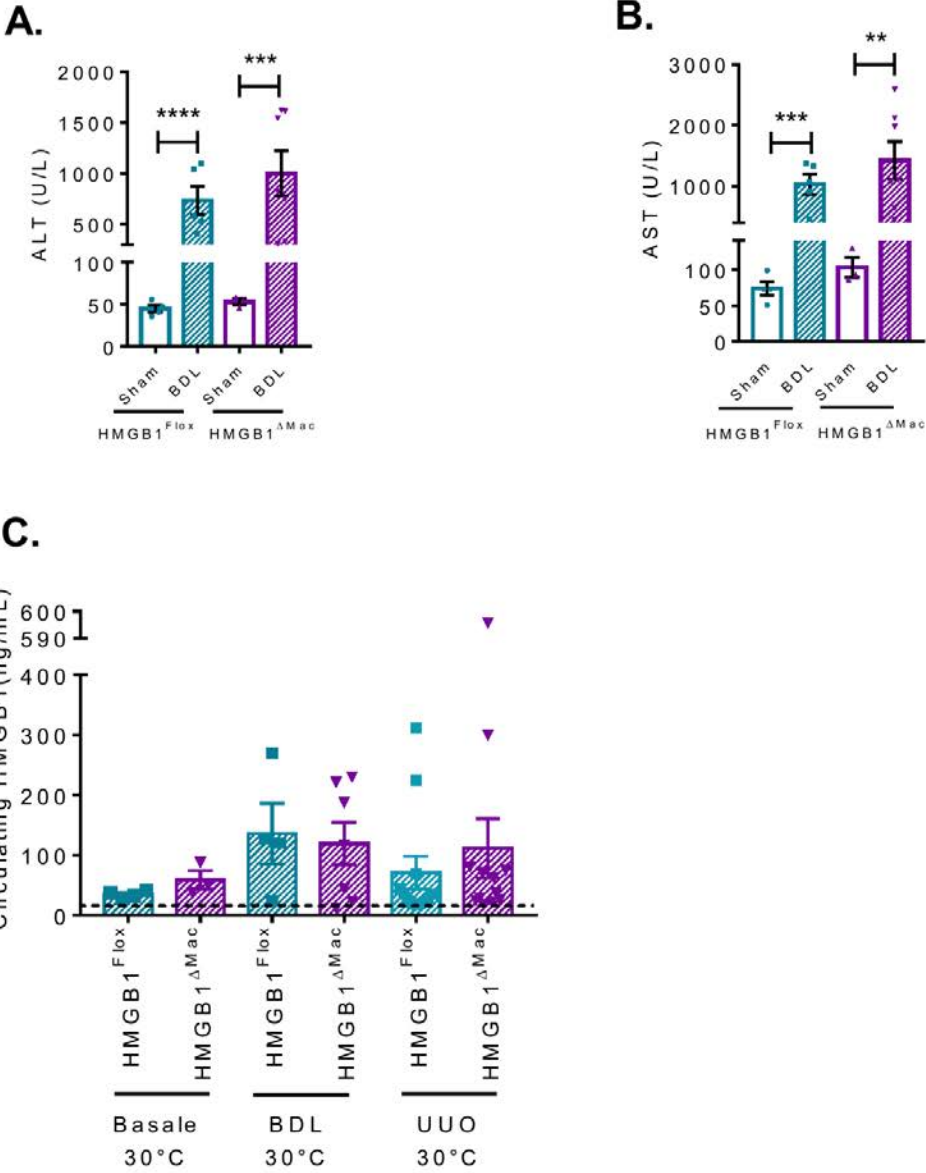 A.
ALT (U/L)
2000
1500
1000
500
100
50
0
****
***
Sham
BDL
Sham
BDL
HMGB1Flox
HMGB1ΔMac
B.
AST (U/L)
3000
2000
1000
100
50
0
***
**
Sham
BDL
Sham
BDL
HMGB1Flox
HMGB1ΔMac
C.
600
590
400
300
200
100
0
HMGB1Flox
HMGB1ΔMac
HMGB1Flox
HMGB1ΔMac
HMGB1Flox
HMGB1ΔMac
Basale
30°C
BDL
30°C
UUO
30°C